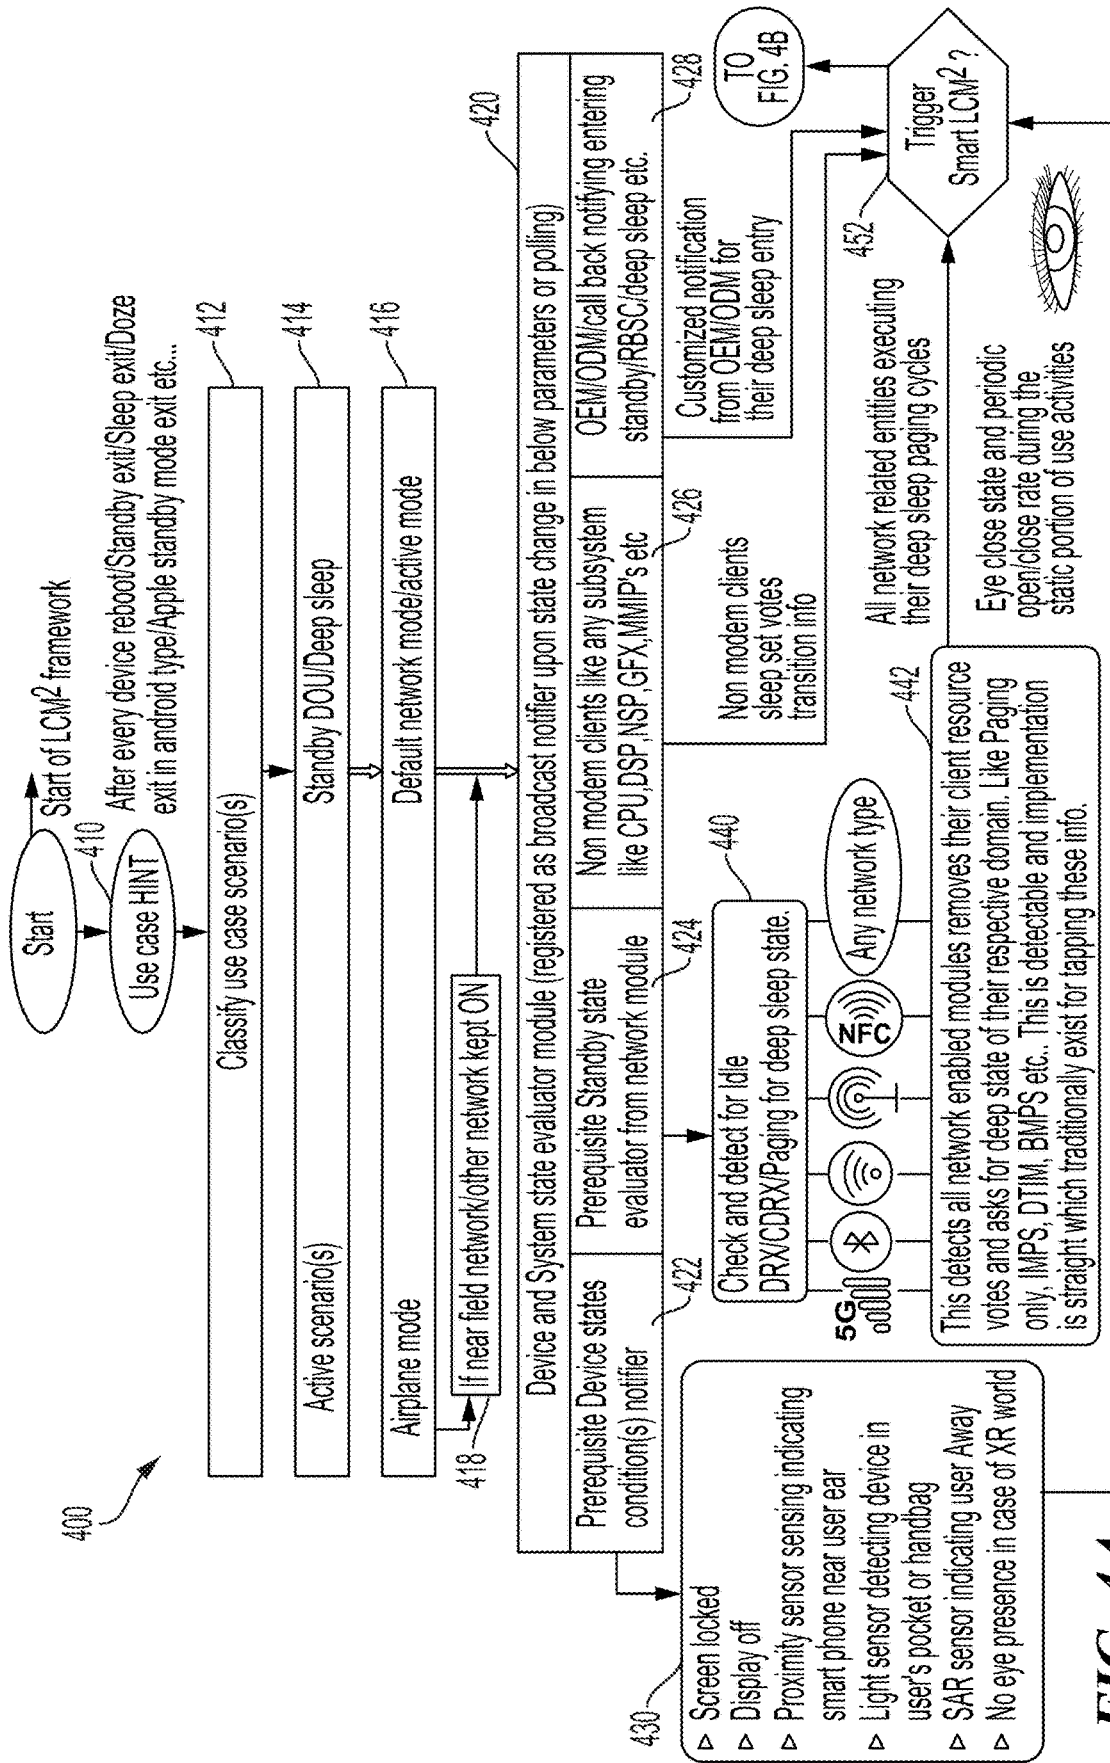 400
Start
Start of LCM² framework
410
Use case HINT
After every device reboot/Standby exit/Sleep exit/Doze
exit in android type/Apple standby mode exit etc...
412
Classify use case scenario(s)
414
Active scenario(s)
Standby DOU/Deep sleep
416
Airplane mode
Default network mode/active mode
418
If near field network/other network kept ON
420
Device and System state evaluator module (registered as broadcast notifier upon state change in below parameters or polling)
Prerequisite Device states
condition(s) notifier
422
Prerequisite Standby state
evaluator from network module
424
Non modem clients like any subsystem
like CPU,DSP,NSP,GFX,MMIP's etc
426
OEM/ODM/call back notifying entering
standby/RBSC/deep sleep etc.
428
430
▷ Screen locked
▷ Display off
▷ Proximity sensor sensing indicating
smart phone near user ear
▷ Light sensor detecting device in
user's pocket or handbag
▷ SAR sensor indicating user Away
▷ No eye presence in case of XR world
440
Check and detect for Idle
DRX/CDRX/Paging for deep sleep state.
5G
NFC
Any network type
442
This detects all network enabled modules removes their client resource
votes and asks for deep state of their respective domain. Like Paging
only, IMPS, DTIM, BMPS etc.. This is detectable and implementation
is straight which traditionally exist for tapping these info.
Non modem clients
sleep set votes
transition info
Customized notification
from OEM/ODM for
their deep sleep entry
All network related entities executing
their deep sleep paging cycles
Eye close state and periodic
open/close rate during the
static portion of use activities
452
Trigger
Smart LCM² ?
TO
FIG. 4B
FIG. 4A